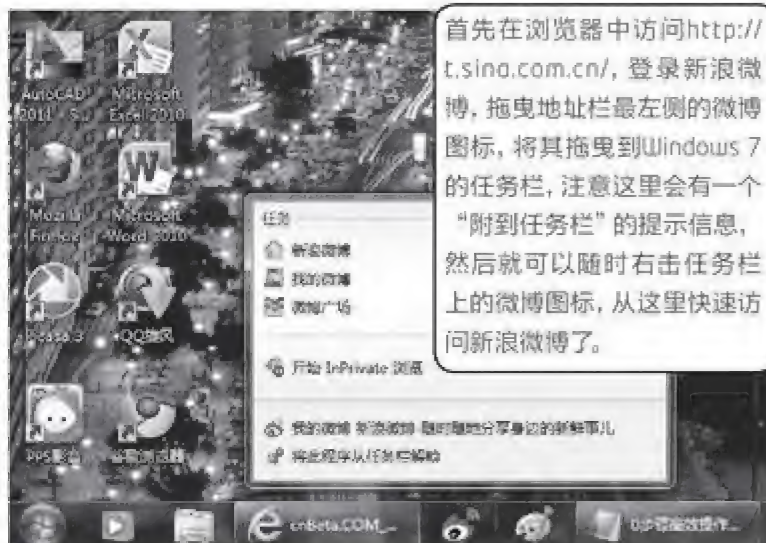 首先在浏览器中访问http://
t.sina.com.cn/，登录新浪微
博，拖曳地址栏最左侧的微博
图标，将其拖曳到Windows 7
的任务栏，注意这里会有一个
“附到任务栏”的提示信息，
然后就可以随时右击任务栏
上的微博图标，从这里快速访
问新浪微博了。
AutoCAD
2011 - S...
Microsoft
Excel 2010
Mozilla
Firefox
Microsoft
Word 2010
Picasa 3
QQ旋风
PPS影音
任务
新浪微博
我的微博
微博广场
开始 InPrivate 浏览
我的微博 新浪微博-随时随地分享身边的新鲜事儿
将此程序从任务栏解锁
cnBeta.COM_...